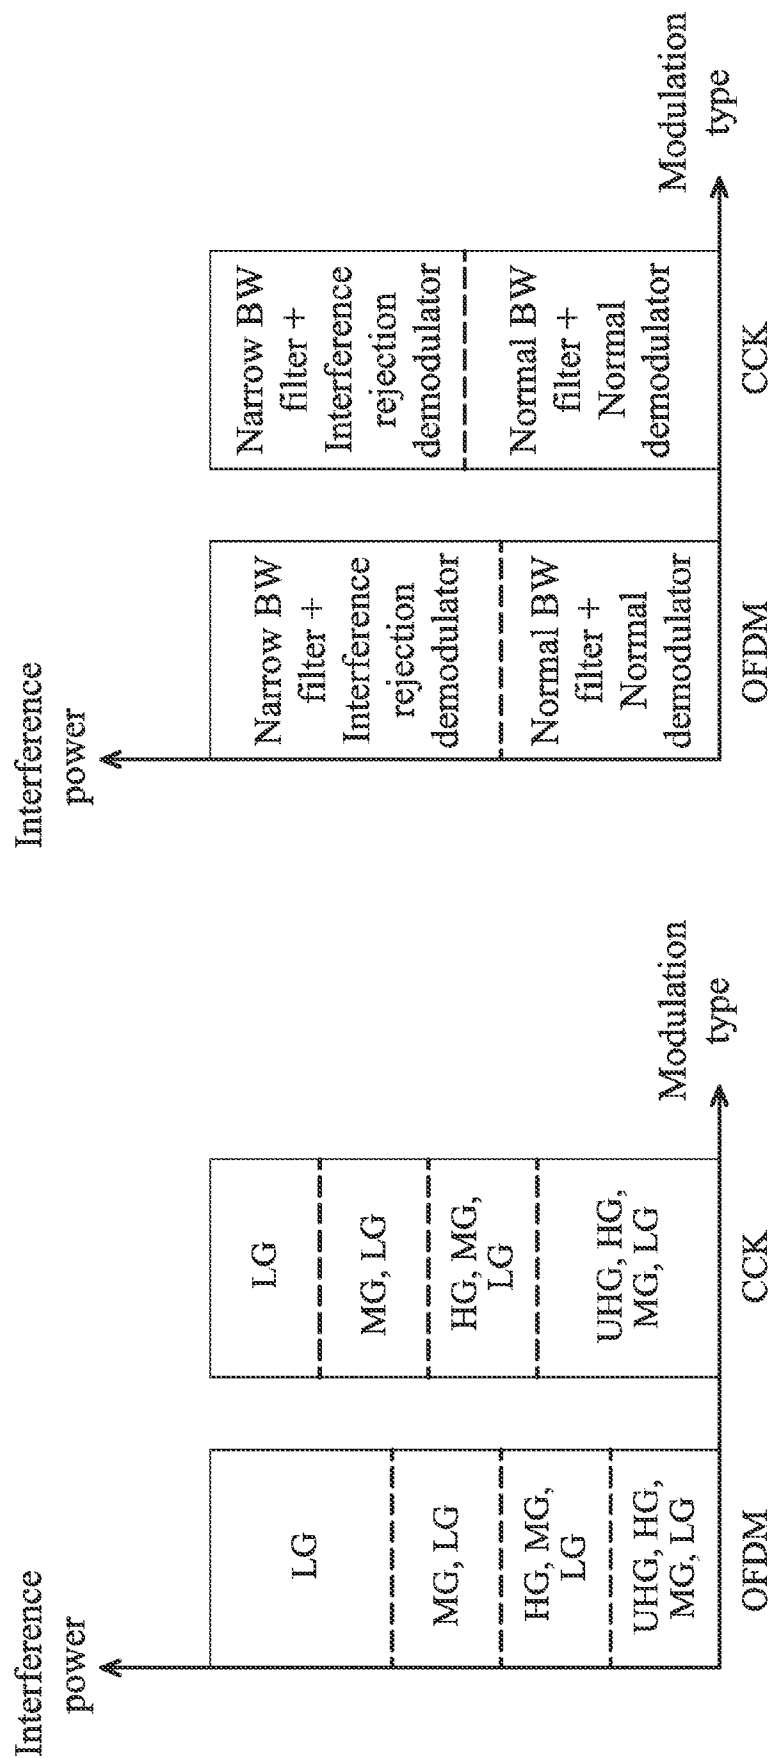 Interference
power
LG
MG, LG
HG, MG,
LG
UHG, HG,
MG, LG
OFDM
LG
MG, LG
HG, MG,
LG
UHG, HG,
MG, LG
CCK
Modulation
type
Interference
power
Narrow BW
filter +
Interference
rejection
demodulator
Normal BW
filter +
Normal
demodulator
OFDM
Narrow BW
filter +
Interference
rejection
demodulator
Normal BW
filter +
Normal
demodulator
CCK
Modulation
type